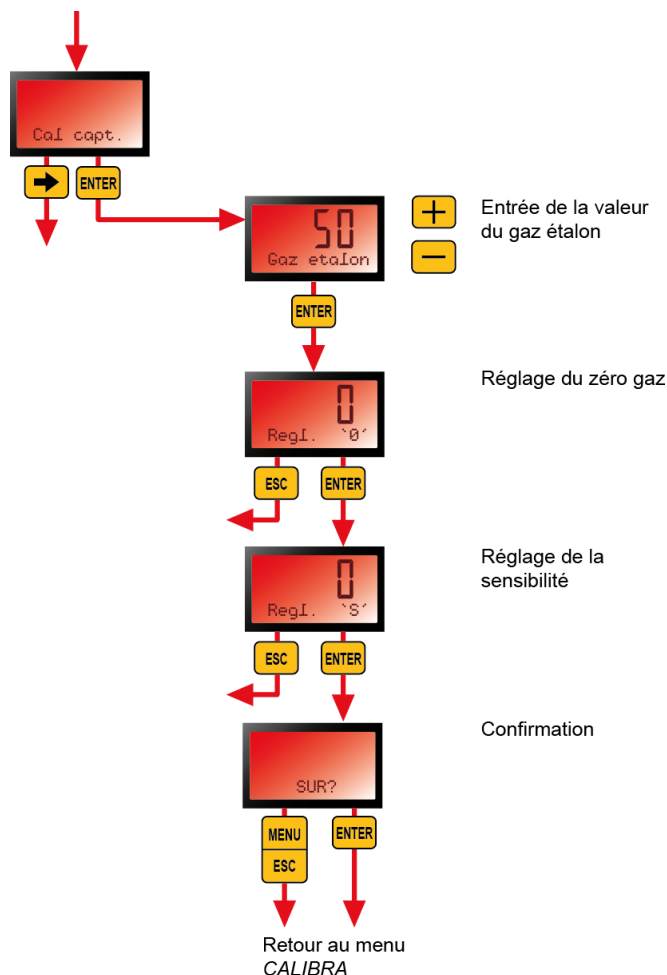 Cal capt.
ENTER
50
Gaz etalon
+
−
Entrée de la valeur
du gaz étalon
ENTER
0
Regl. `0´
Réglage du zéro gaz
ESC
ENTER
0
Regl. `S´
Réglage de la
sensibilité
ESC
ENTER
SUR?
Confirmation
MENU
ESC
ENTER
Retour au menu
CALIBRA